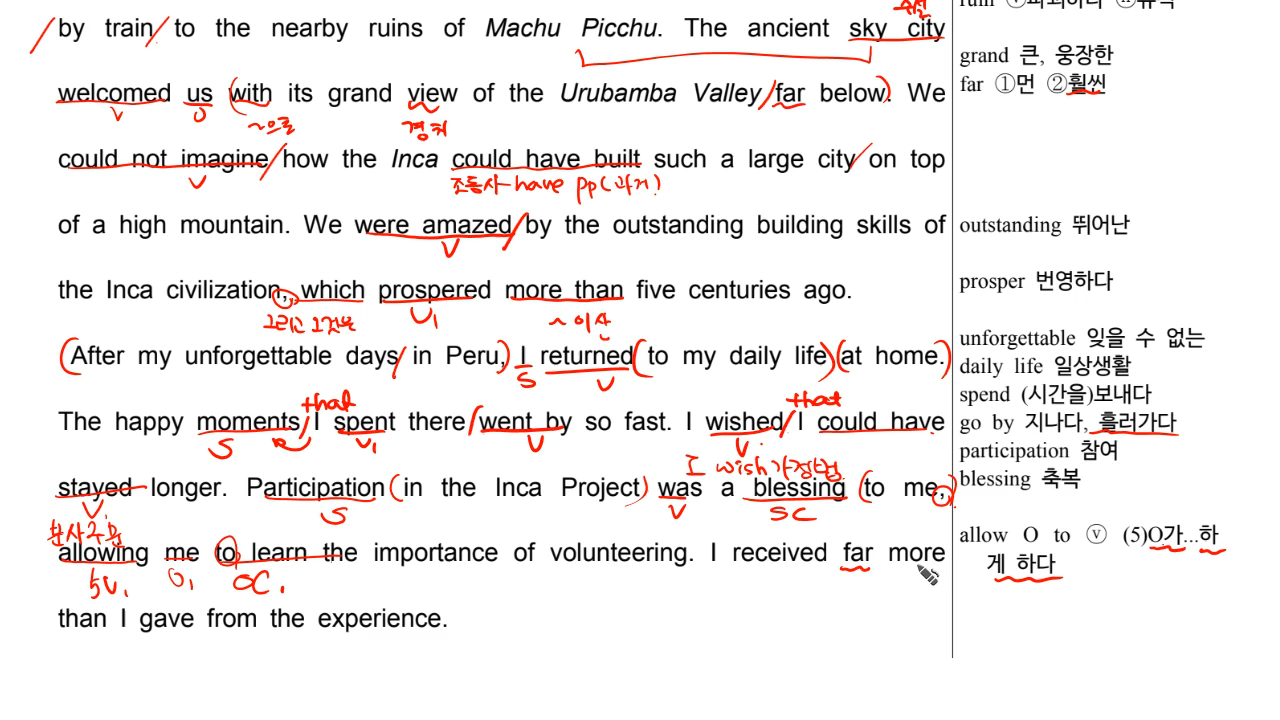 by train to the nearby ruins of Machu Picchu. The ancient sky city
welcomed us with its grand view of the Urubamba Valley far below. We
V O ~으로 경치
could not imagine how the Inca could have built such a large city on top
V 조동사 have pp(과거)
of a high mountain. We were amazed by the outstanding building skills of
V
the Inca civilization, which prospered more than five centuries ago.
그리고 그것은 V₁ ~이상
After my unforgettable days in Peru, I returned to my daily life at home.
S V
that that
The happy moments I spent there went by so fast. I wished I could have
S V₁ V V
I wish가정법
stayed longer. Participation in the Inca Project was a blessing to me,
V S V SC
분사구문
allowing me to learn the importance of volunteering. I received far more
5V₁ O₁ OC₁
than I gave from the experience.
grand 큰, 웅장한
far ①먼 ②훨씬
outstanding 뛰어난
prosper 번영하다
unforgettable 잊을 수 없는
daily life 일상생활
spend (시간을)보내다
go by 지나다, 흘러가다
participation 참여
blessing 축복
allow O to ⓥ (5)O가...하
게 하다